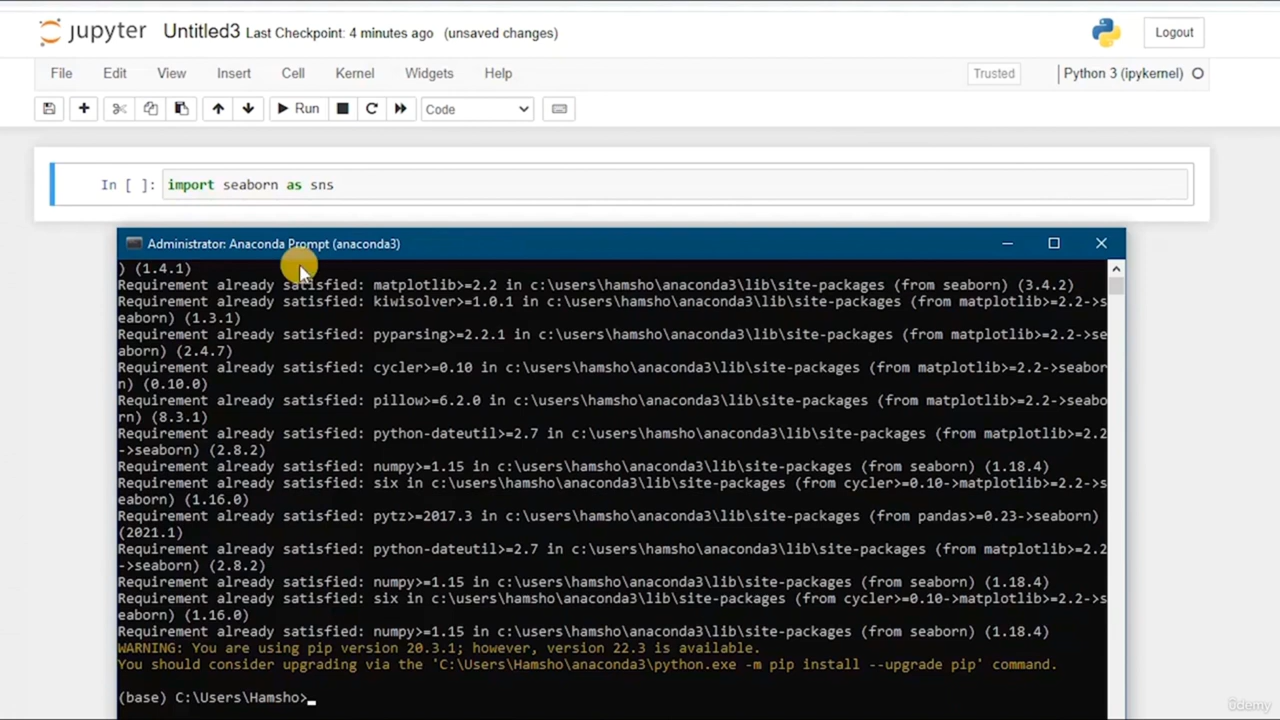 jupyter Untitled3 Last Checkpoint: 4 minutes ago (unsaved changes) Logout
File Edit View Insert Cell Kernel Widgets Help Trusted Python 3 (ipykernel)
Run Code
In [ ]: import seaborn as sns
Administrator: Anaconda Prompt (anaconda3)
) (1.4.1)
Requirement already satisfied: matplotlib>=2.2 in c:\users\hamsho\anaconda3\lib\site-packages (from seaborn) (3.4.2)
Requirement already satisfied: kiwisolver>=1.0.1 in c:\users\hamsho\anaconda3\lib\site-packages (from matplotlib>=2.2->s
eaborn) (1.3.1)
Requirement already satisfied: pyparsing>=2.2.1 in c:\users\hamsho\anaconda3\lib\site-packages (from matplotlib>=2.2->se
aborn) (2.4.7)
Requirement already satisfied: cycler>=0.10 in c:\users\hamsho\anaconda3\lib\site-packages (from matplotlib>=2.2->seabor
n) (0.10.0)
Requirement already satisfied: pillow>=6.2.0 in c:\users\hamsho\anaconda3\lib\site-packages (from matplotlib>=2.2->seabo
rn) (8.3.1)
Requirement already satisfied: python-dateutil>=2.7 in c:\users\hamsho\anaconda3\lib\site-packages (from matplotlib>=2.2
->seaborn) (2.8.2)
Requirement already satisfied: numpy>=1.15 in c:\users\hamsho\anaconda3\lib\site-packages (from seaborn) (1.18.4)
Requirement already satisfied: six in c:\users\hamsho\anaconda3\lib\site-packages (from cycler>=0.10->matplotlib>=2.2->s
eaborn) (1.16.0)
Requirement already satisfied: pytz>=2017.3 in c:\users\hamsho\anaconda3\lib\site-packages (from pandas>=0.23->seaborn)
(2021.1)
Requirement already satisfied: python-dateutil>=2.7 in c:\users\hamsho\anaconda3\lib\site-packages (from matplotlib>=2.2
->seaborn) (2.8.2)
Requirement already satisfied: numpy>=1.15 in c:\users\hamsho\anaconda3\lib\site-packages (from seaborn) (1.18.4)
Requirement already satisfied: six in c:\users\hamsho\anaconda3\lib\site-packages (from cycler>=0.10->matplotlib>=2.2->s
eaborn) (1.16.0)
Requirement already satisfied: numpy>=1.15 in c:\users\hamsho\anaconda3\lib\site-packages (from seaborn) (1.18.4)
WARNING: You are using pip version 20.3.1; however, version 22.3 is available.
You should consider upgrading via the 'C:\Users\Hamsho\anaconda3\python.exe -m pip install --upgrade pip' command.
(base) C:\Users\Hamsho>
ûdemy